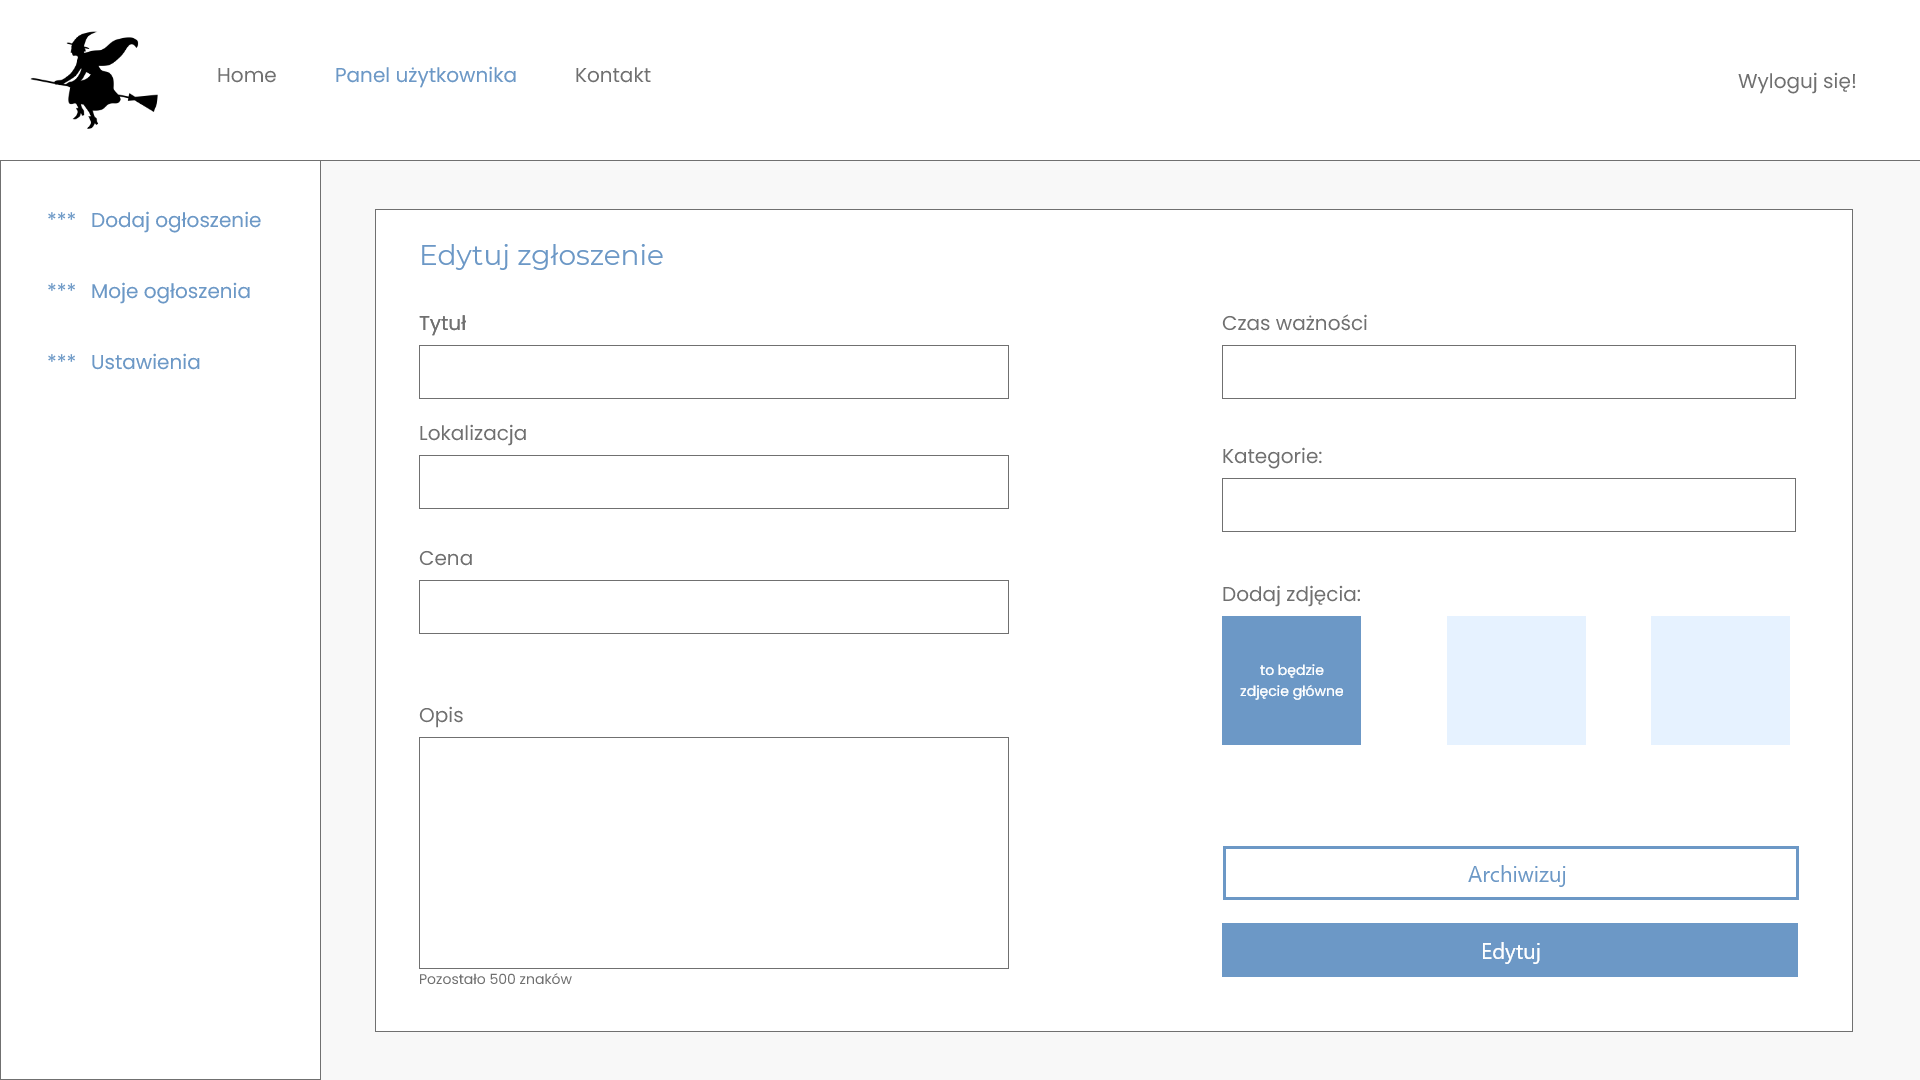 Home
Panel użytkownika
Kontakt
Wyloguj się!
*** Dodaj ogłoszenie
*** Moje ogłoszenia
*** Ustawienia
Edytuj zgłoszenie
Tytuł
Lokalizacja
Cena
Opis
Pozostało 500 znaków
Czas ważności
Kategorie:
Dodaj zdjęcia:
to będzie
zdjęcie główne
Archiwizuj
Edytuj